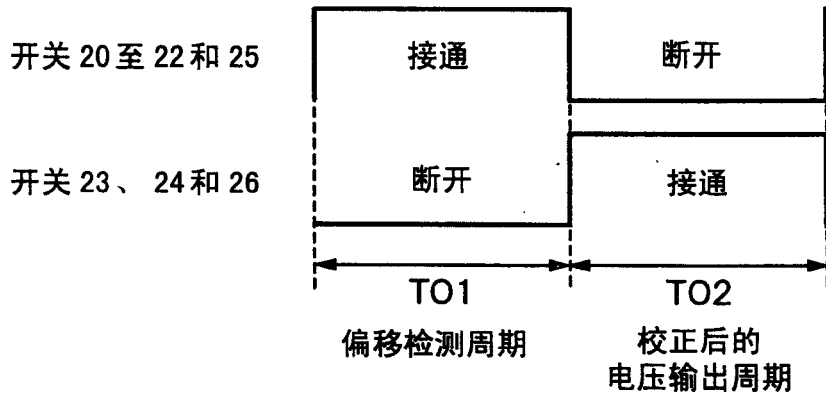 开关 20 至 22 和 25
接通
断开
开关 23、 24 和 26
断开
接通
TO1
TO2
偏移检测周期
校正后的
电压输出周期